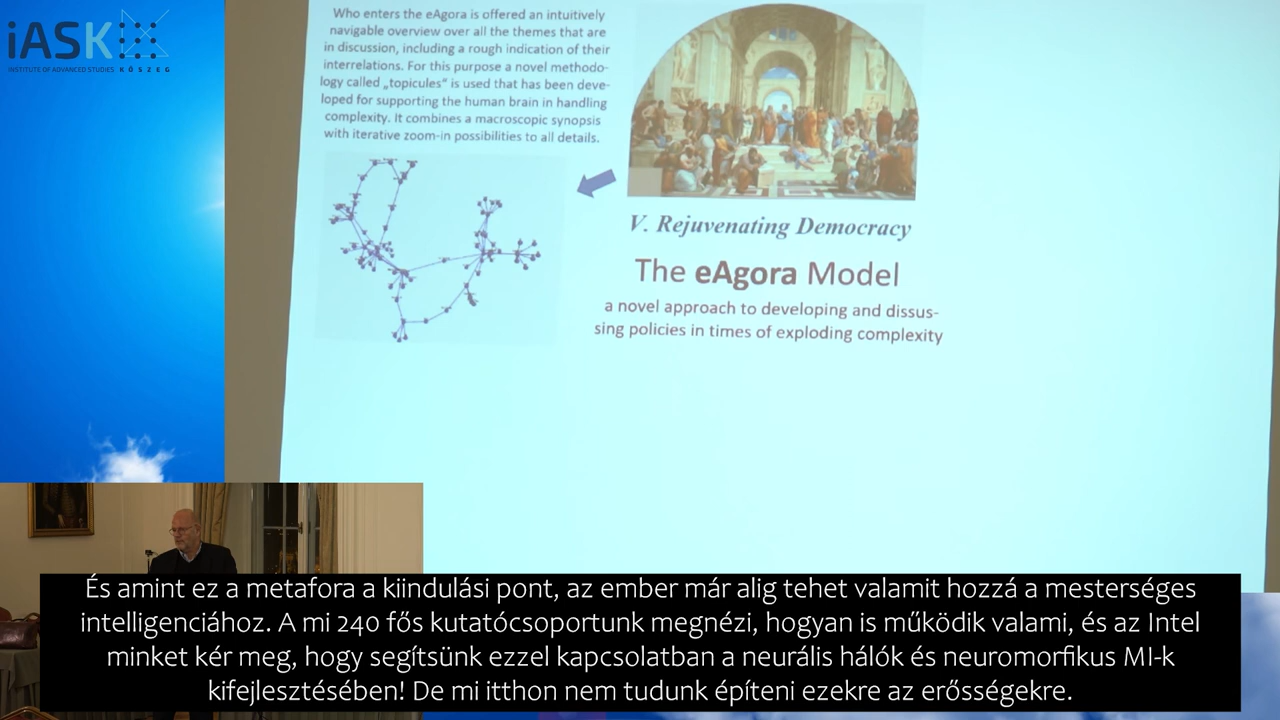 iASK
INSTITUTE OF ADVANCED STUDIES KŐSZEG
Who enters the eAgora is offered an intuitively
navigable overview over all the themes that are
in discussion, including a rough indication of their
interrelations. For this purpose a novel methodo-
logy called „topicules“ is used that has been deve-
loped for supporting the human brain in handling
complexity. It combines a macroscopic synopsis
with iterative zoom-in possibilities to all details.
V. Rejuvenating Democracy
The eAgora Model
a novel approach to developing and dissus-
sing policies in times of exploding complexity
És amint ez a metafora a kiindulási pont, az ember már alig tehet valamit hozzá a mesterséges
intelligenciához. A mi 240 fős kutatócsoportunk megnézi, hogyan is működik valami, és az Intel
minket kér meg, hogy segítsünk ezzel kapcsolatban a neurális hálók és neuromorfikus MI-k
kifejlesztésében! De mi itthon nem tudunk építeni ezekre az erősségekre.